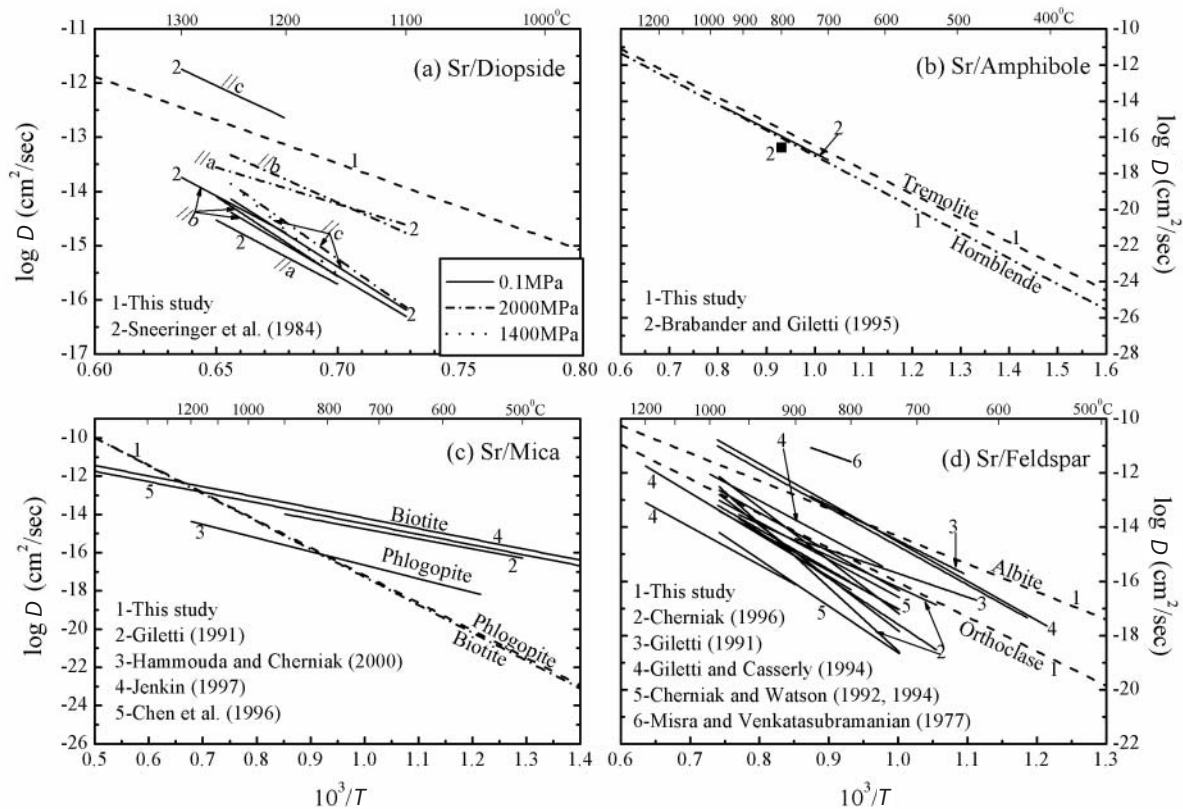 1300 1200 1100 1000°C
-11
-12
-13
-14
-15
-16
-17
0.60 0.65 0.70 0.75 0.80
log D (cm²/sec)
(a) Sr/Diopside
2
//c
1
//a
//b
2
2
//b
//c
2
//a
2
1-This study
2-Sneeringer et al. (1984)
0.1MPa
2000MPa
1400MPa
1200 1000 900 800 700 600 500 400°C
-10
-12
-14
-16
-18
-20
-22
-24
-26
-28
0.6 0.7 0.8 0.9 1.0 1.1 1.2 1.3 1.4 1.5 1.6
log D (cm²/sec)
(b) Sr/Amphibole
2
2
Tremolite
1
1
Hornblende
1-This study
2-Brabander and Giletti (1995)
1200 1000 900 800 700 600 500 400°C
-10
-12
-14
-16
-18
-20
-22
-24
-26
0.5 0.6 0.7 0.8 0.9 1.0 1.1 1.2 1.3 1.4
log D (cm²/sec)
10³/T
(c) Sr/Mica
1
5
Biotite
4
2
3
Phlogopite
Phlogopite
Biotite
1-This study
2-Giletti (1991)
3-Hammouda and Cherniak (2000)
4-Jenkin (1997)
5-Chen et al. (1996)
1200 1000 900 800 700 600 500°C
-10
-12
-14
-16
-18
-20
-22
0.6 0.7 0.8 0.9 1.0 1.1 1.2 1.3
log D (cm²/sec)
10³/T
(d) Sr/Feldspar
4
6
4
4
3
Albite
1
5
3
5
Orthoclase
4
2
1
1-This study
2-Cherniak (1996)
3-Giletti (1991)
4-Giletti and Casserly (1994)
5-Cherniak and Watson (1992, 1994)
6-Misra and Venkatasubramanian (1977)